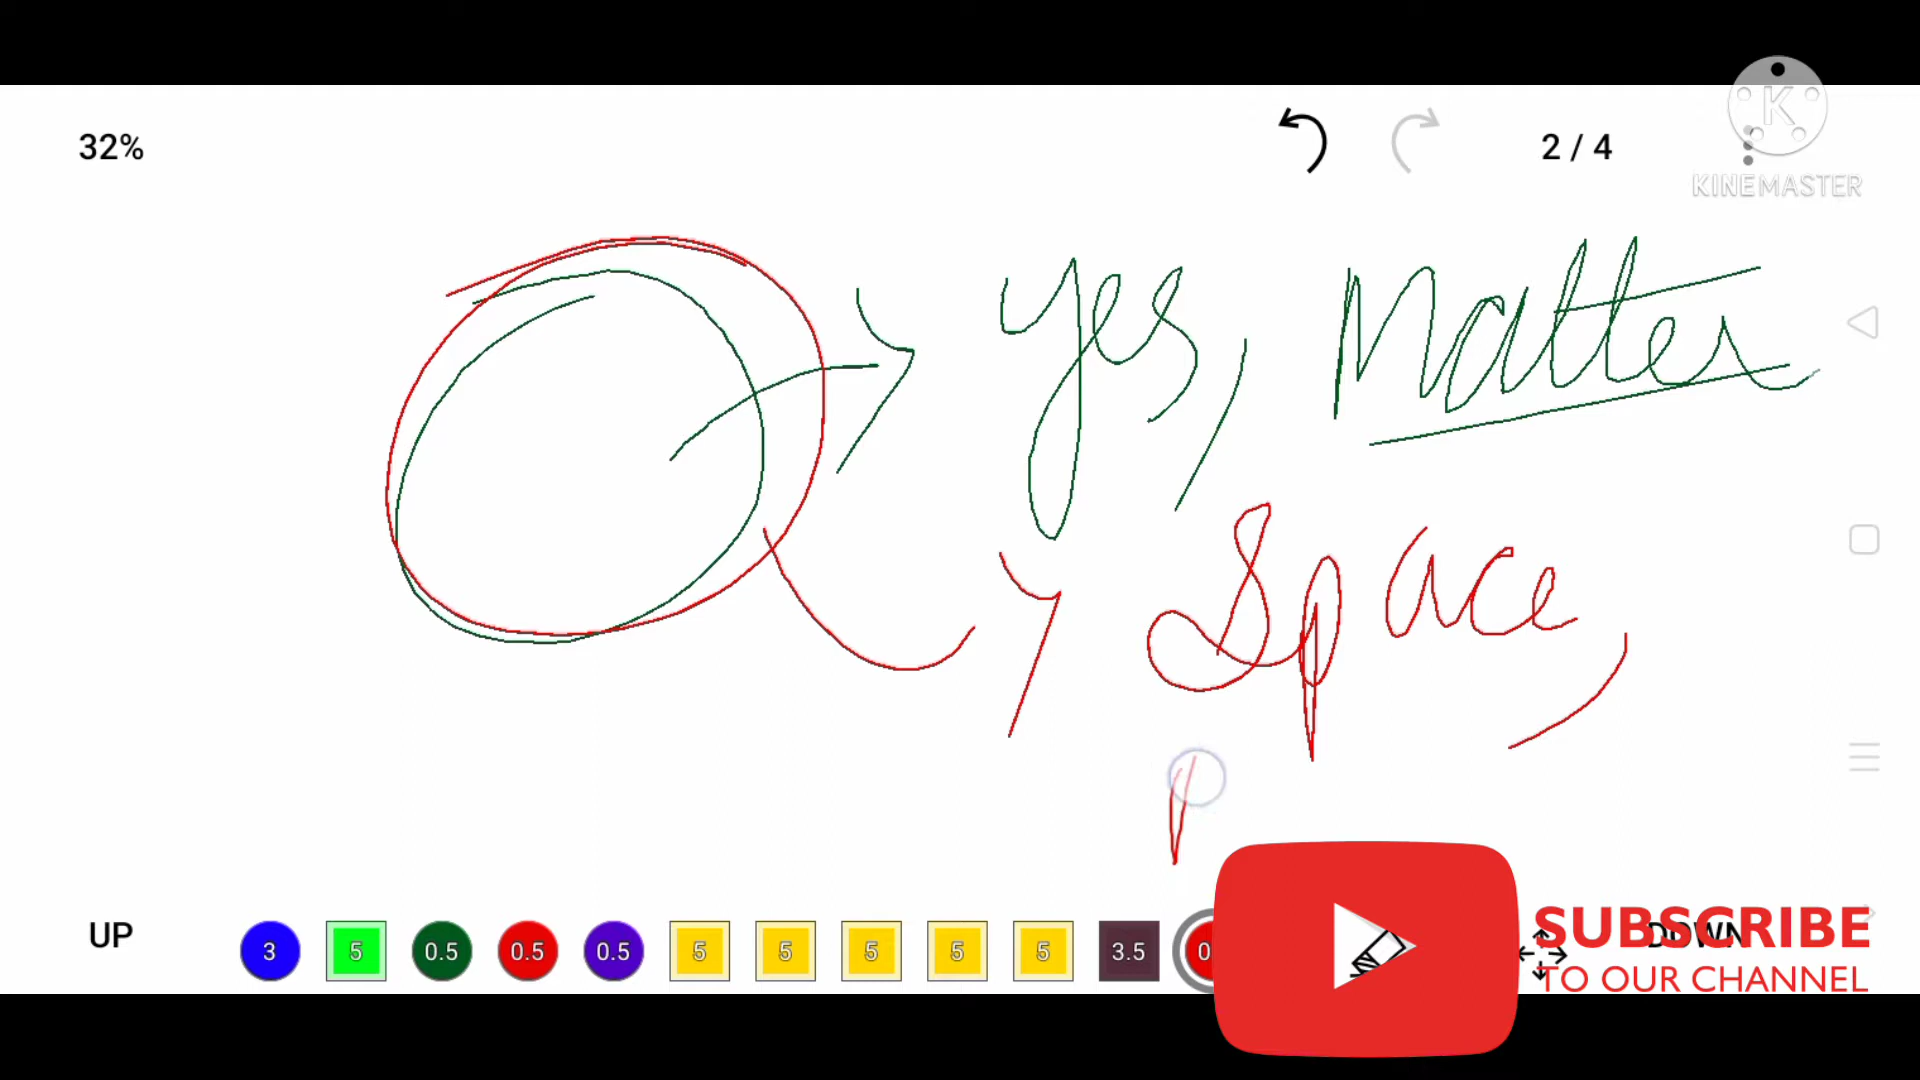 32%
2 / 4
KINEMASTER
yes, Matter
Space,
UP
3 5 0.5 0.5 0.5 5 5 5 5 5 3.5
DOWN
SUBSCRIBE
TO OUR CHANNEL